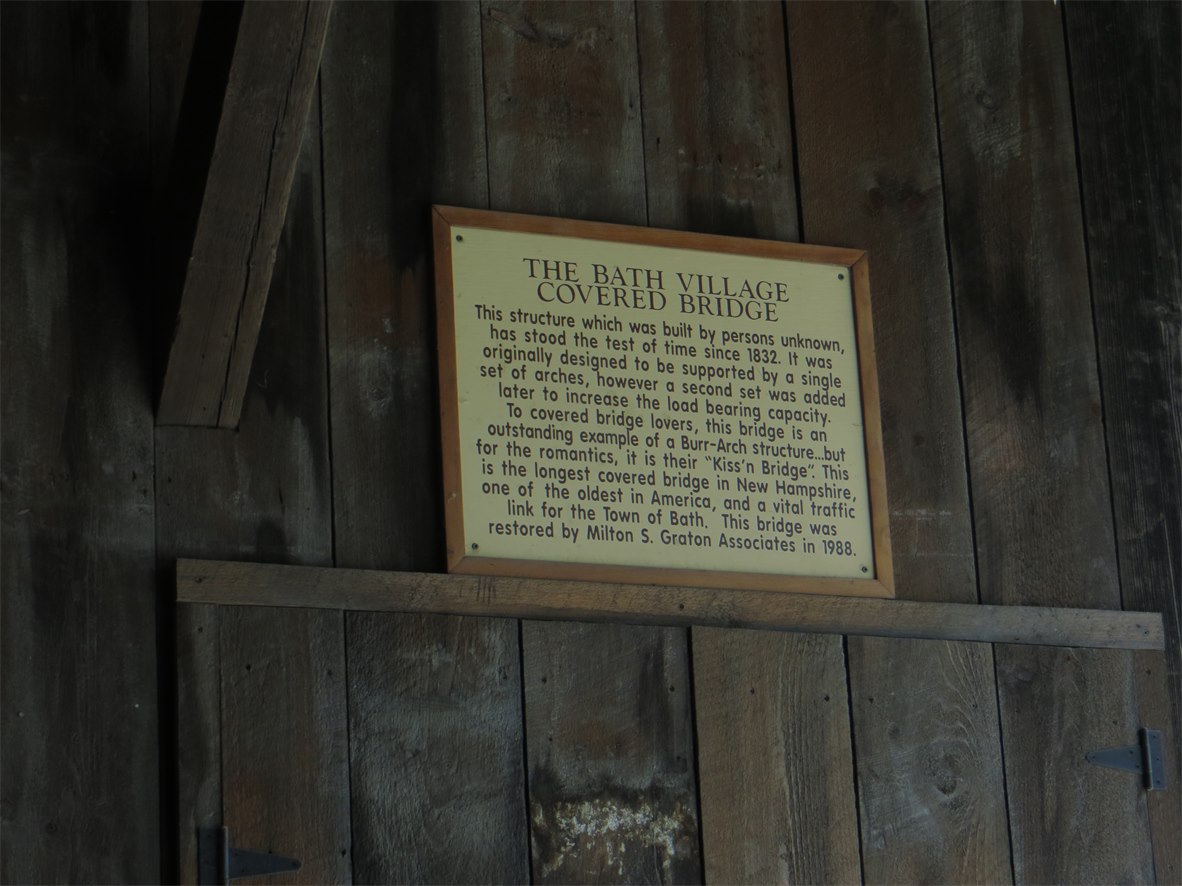 THE BATH VILLAGE
COVERED BRIDGE
This structure which was built by persons unknown,
has stood the test of time since 1832. It was
originally designed to be supported by a single
set of arches, however a second set was added
later to increase the load bearing capacity.
To covered bridge lovers, this bridge is an
outstanding example of a Burr-Arch structure...but
for the romantics, it is their “Kiss'n Bridge”. This
is the longest covered bridge in New Hampshire,
one of the oldest in America, and a vital traffic
link for the Town of Bath. This bridge was
restored by Milton S. Graton Associates in 1988.